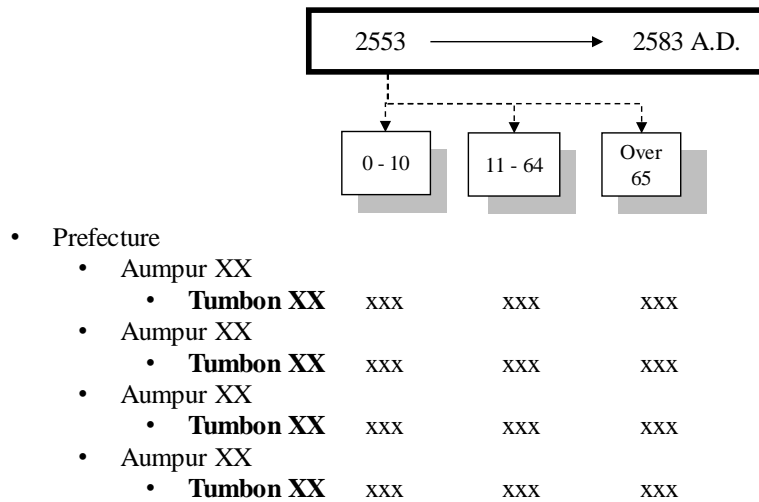 2553 2583 A.D.
0 - 10 11 - 64 Over
65
• Prefecture
• Aumpur XX
• Tumbon XX xxx xxx xxx
• Aumpur XX
• Tumbon XX xxx xxx xxx
• Aumpur XX
• Tumbon XX xxx xxx xxx
• Aumpur XX
• Tumbon XX xxx xxx xxx